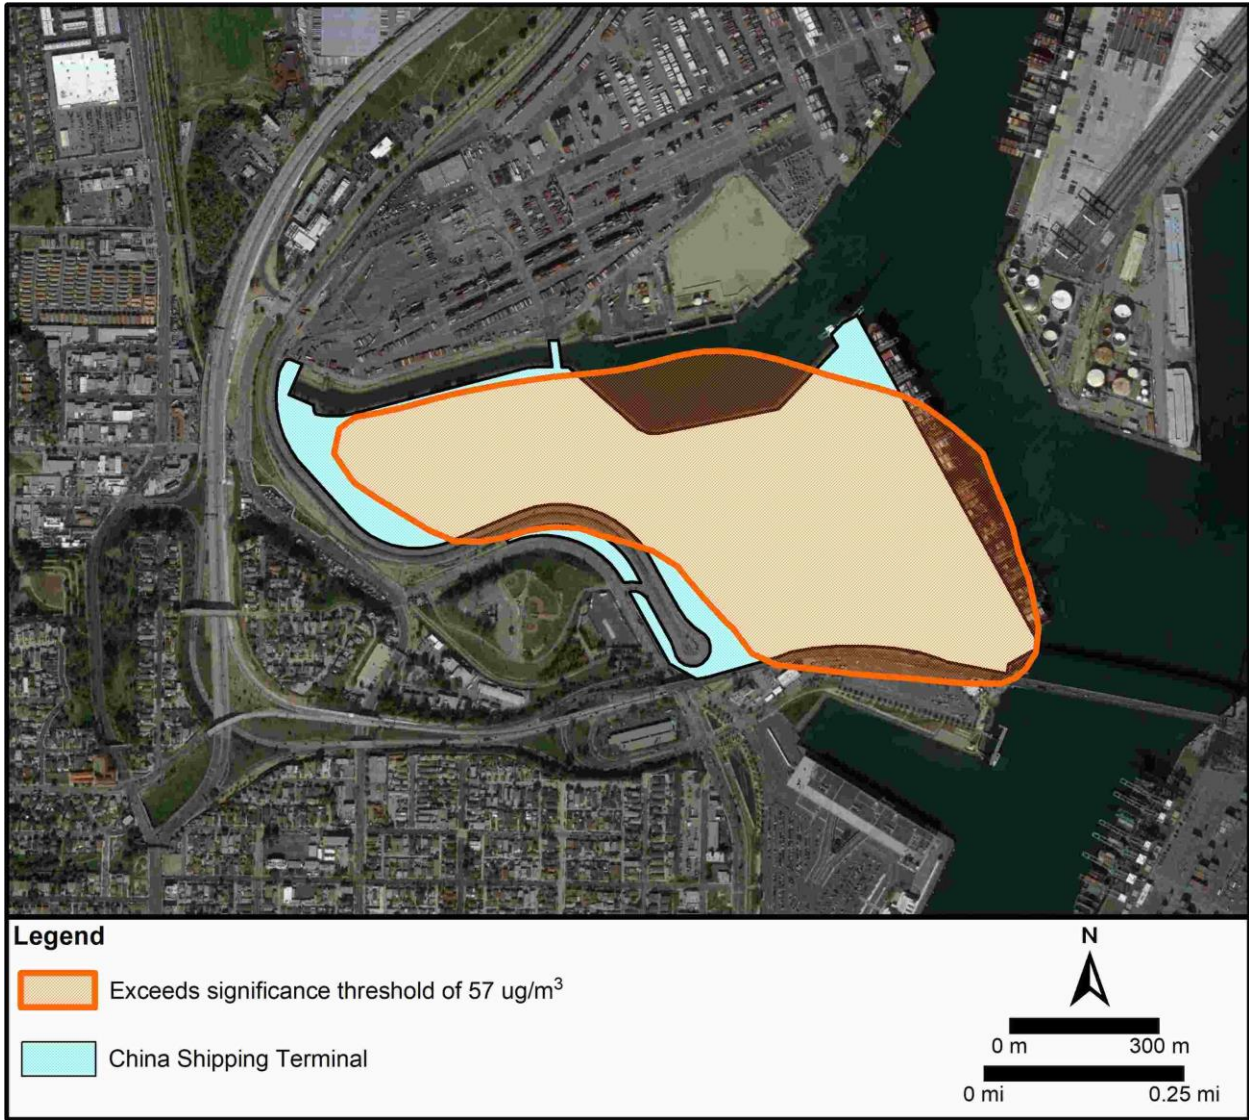 Legend
Exceeds significance threshold of 57 ug/m³
China Shipping Terminal
N
0 m 300 m
0 mi 0.25 mi